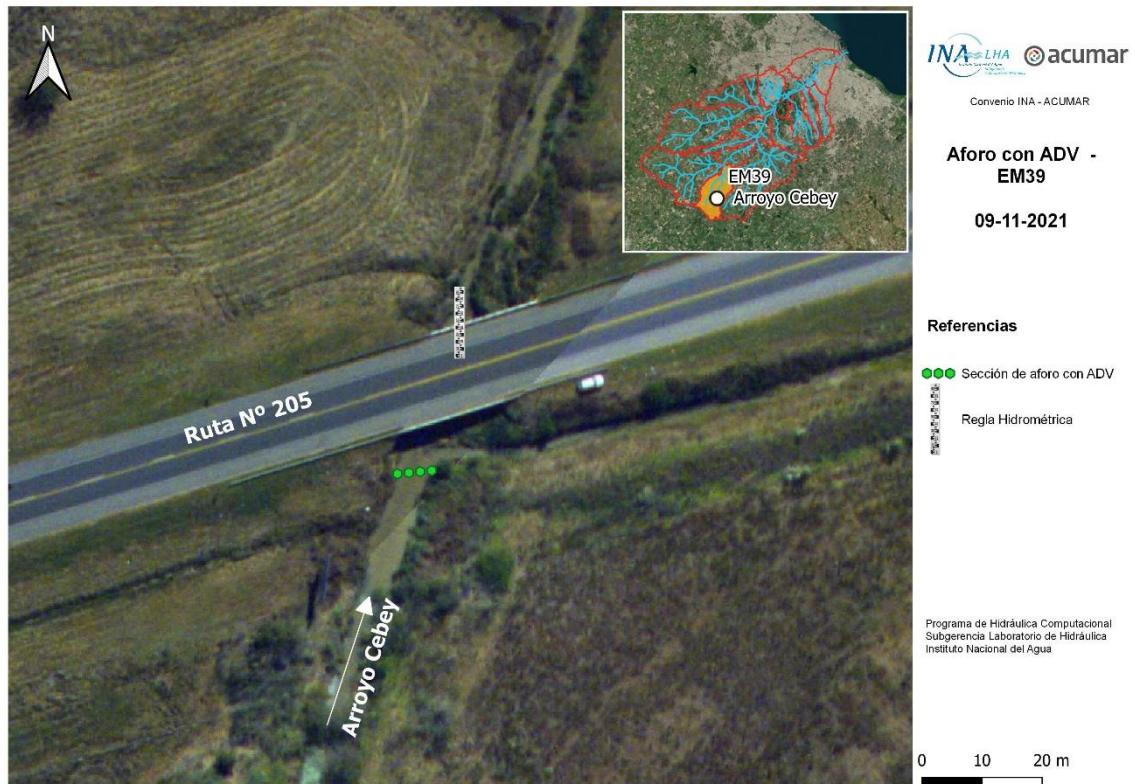 N
EM39
Arroyo Cebey
Ruta Nº 205
Arroyo Cebey
INA LHA
acumar
Convenio INA - ACUMAR
Aforo con ADV -
EM39
09-11-2021
Referencias
Sección de aforo con ADV
Regla Hidrométrica
Programa de Hidráulica Computacional
Subgerencia Laboratorio de Hidráulica
Instituto Nacional del Agua
0 10 20 m